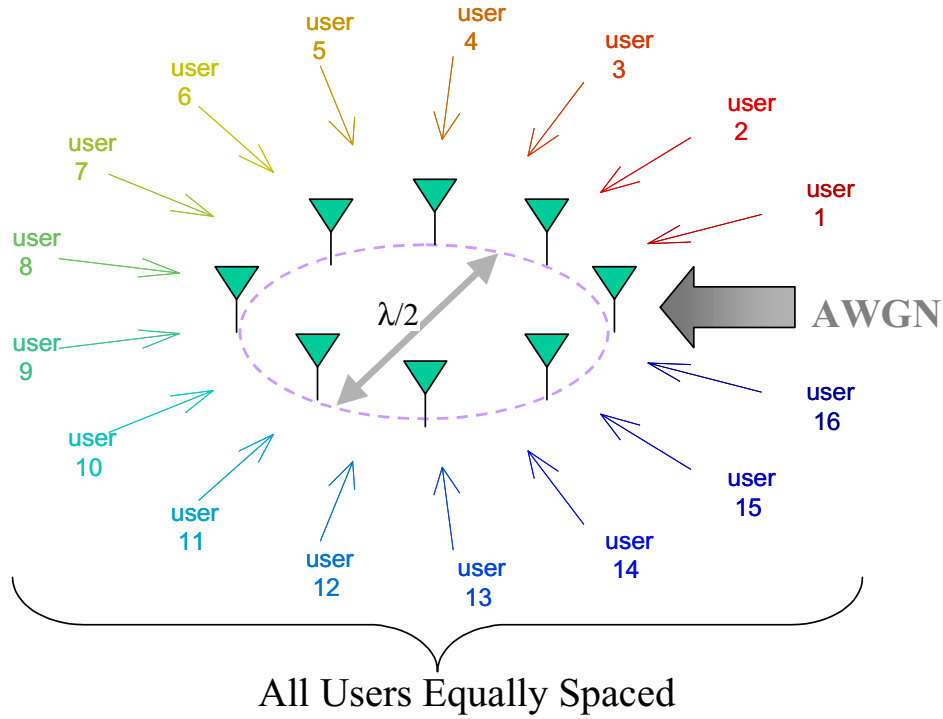 user
4
user
5
user
3
user
6
user
2
user
7
user
1
user
8
λ/2
AWGN
user
9
user
16
user
10
user
15
user
11
user
14
user
12
user
13
All Users Equally Spaced